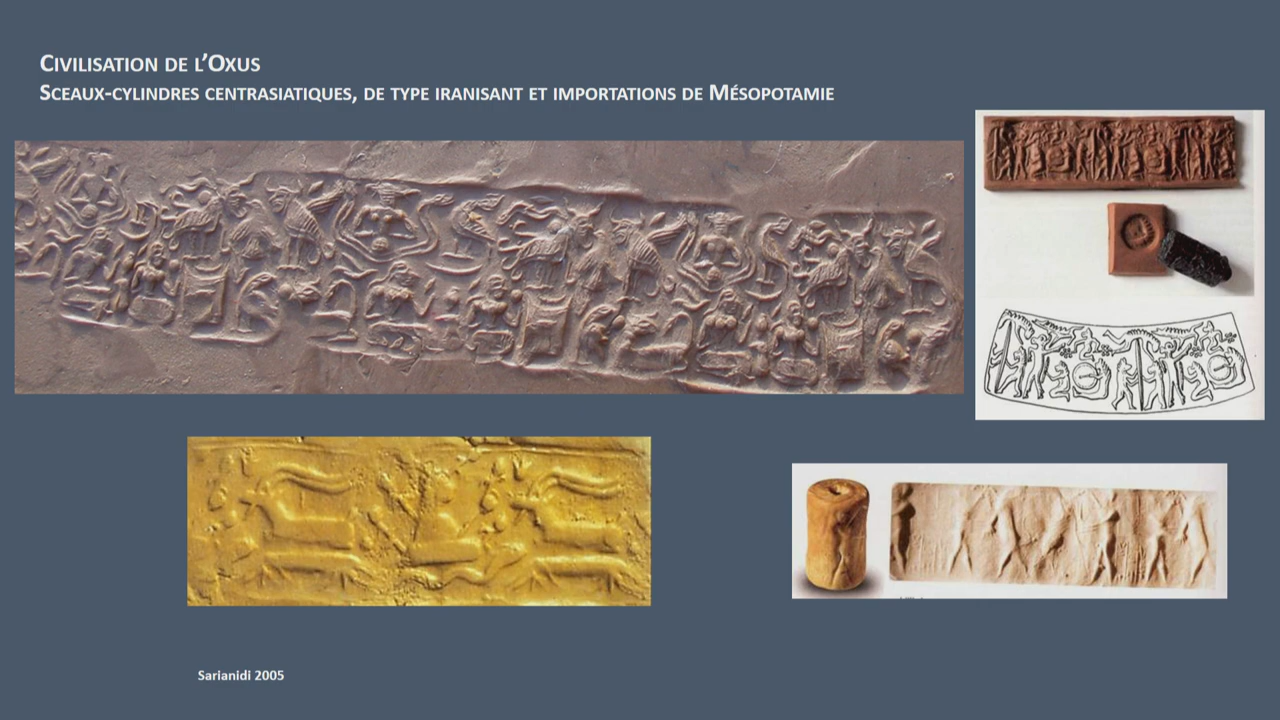 Civilisation de l'Oxus
Sceaux-cylindres centrasiatiques, de type iranisant et importations de Mésopotamie
Sarianidi 2005